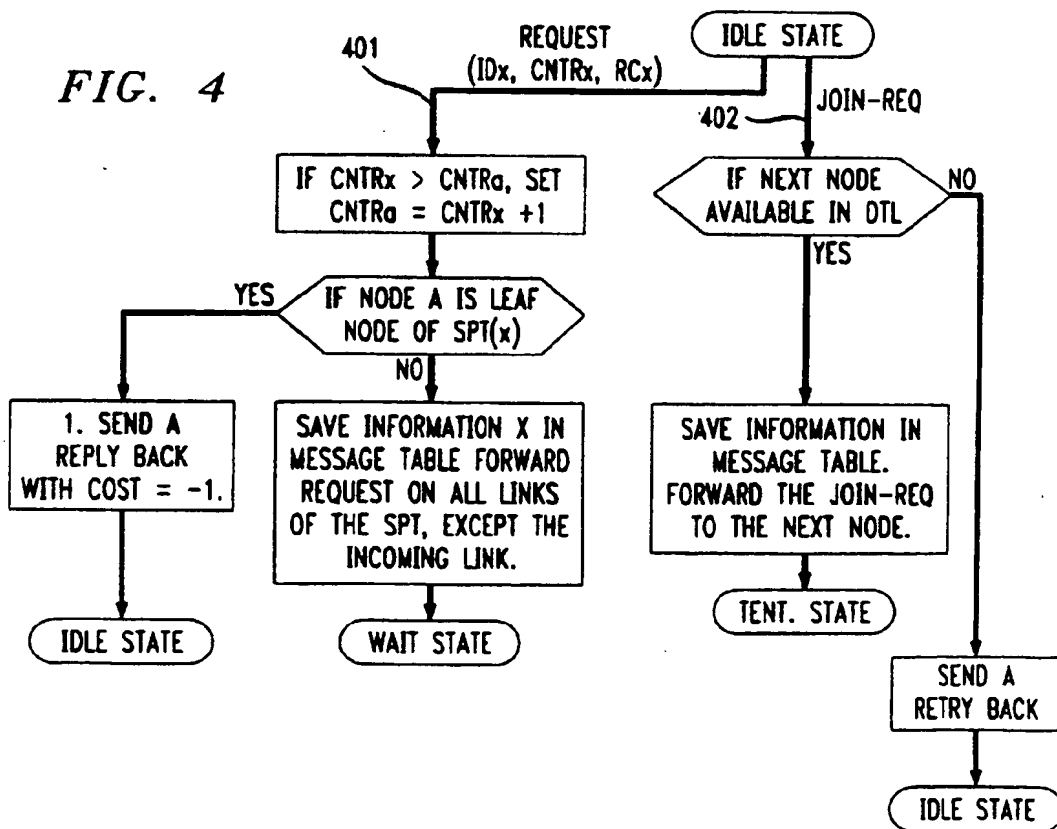 FIG. 4
401
REQUEST
(IDx, CNTRx, RCx)
IDLE STATE
402
JOIN-REQ
IF CNTRx > CNTRa, SET
CNTRa = CNTRx +1
IF NEXT NODE
AVAILABLE IN DTL
NO
YES
YES
IF NODE A IS LEAF
NODE OF SPT(x)
NO
1. SEND A
REPLY BACK
WITH COST = -1.
SAVE INFORMATION X IN
MESSAGE TABLE FORWARD
REQUEST ON ALL LINKS
OF THE SPT, EXCEPT THE
INCOMING LINK.
SAVE INFORMATION IN
MESSAGE TABLE.
FORWARD THE JOIN-REQ
TO THE NEXT NODE.
IDLE STATE
WAIT STATE
TENT. STATE
SEND A
RETRY BACK
IDLE STATE